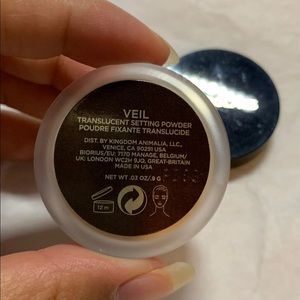 VEIL
TRANSLUCENT SETTING POWDER
POUDRE FIXANTE TRANSLUCIDE
DIST. BY KINGDOM ANIMALIA, LLC.,
VENICE, CA 90291 USA
BIORIUS/EU: 7170 MANAGE, BELGIUM/
UK: LONDON WC2H 9JQ, GREAT-BRITAIN
MADE IN USA
NET WT .03 OZ/.9 G
12 m